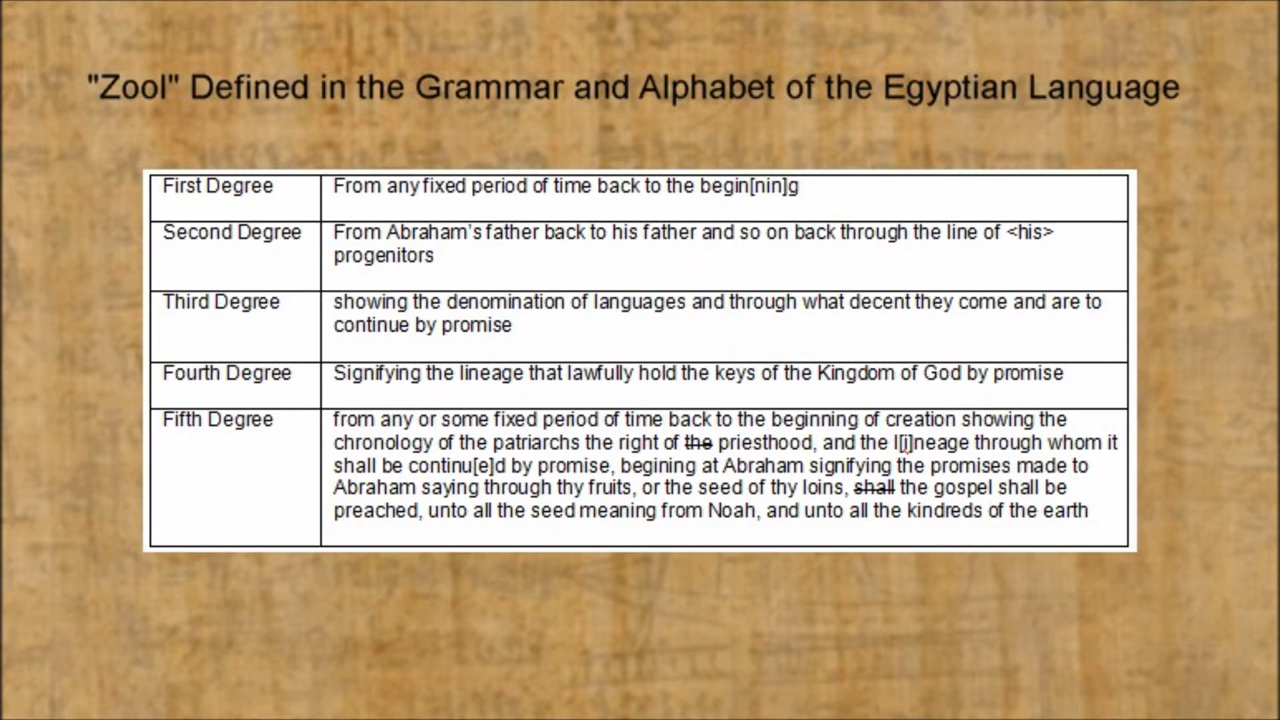 "Zool" Defined in the Grammar and Alphabet of the Egyptian Language
First Degree
From any fixed period of time back to the begin[nin]g
Second Degree
From Abraham's father back to his father and so on back through the line of <his>
progenitors
Third Degree
showing the denomination of languages and through what decent they come and are to
continue by promise
Fourth Degree
Signifying the lineage that lawfully hold the keys of the Kingdom of God by promise
Fifth Degree
from any or some fixed period of time back to the beginning of creation showing the
chronology of the patriarchs the right of the priesthood, and the l[i]neage through whom it
shall be continu[e]d by promise, begining at Abraham signifying the promises made to
Abraham saying through thy fruits, or the seed of thy loins, shall the gospel shall be
preached, unto all the seed meaning from Noah, and unto all the kindreds of the earth